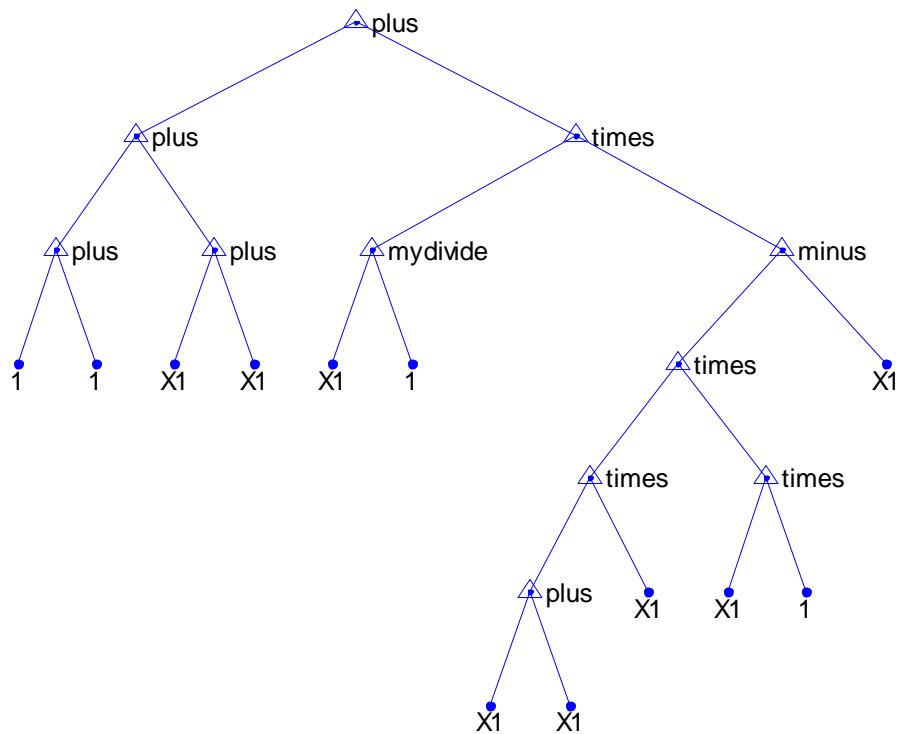 plus
plus times
plus plus mydivide minus
1 1 X1 X1 X1 1 times X1
times times
plus X1 X1 1
X1 X1